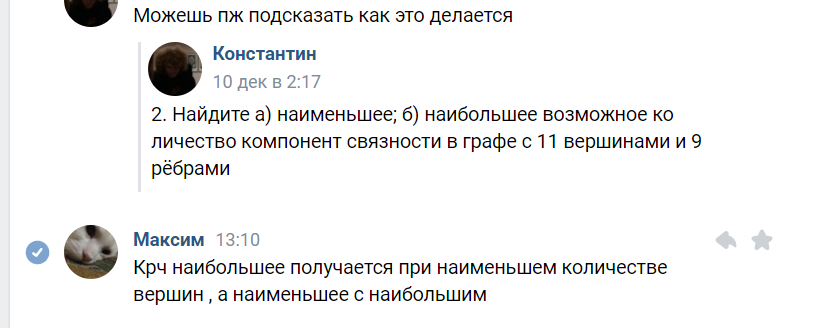 Можешь пж подсказать как это делается
Константин
10 дек в 2:17
2. Найдите а) наименьшее; б) наибольшее возможное ко
личество компонент связности в графе с 11 вершинами и 9
рёбрами
Максим 13:10
Крч наибольшее получается при наименьшем количестве
вершин , а наименьшее с наибольшим